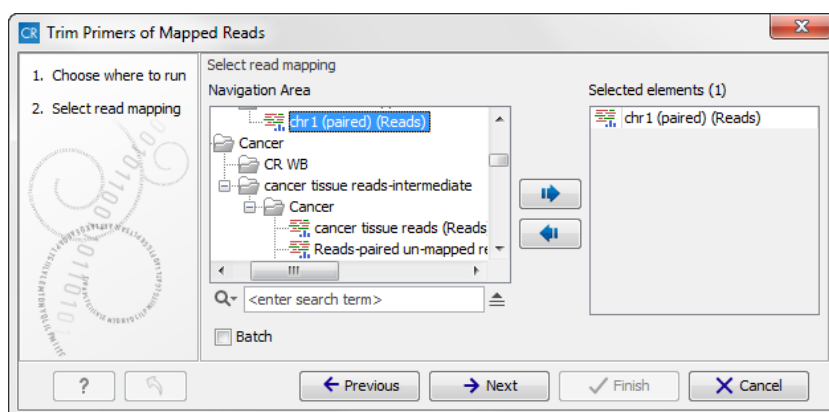 CR Trim Primers of Mapped Reads
1. Choose where to run
2. Select read mapping
Select read mapping
Navigation Area
chr1 (paired) (Reads)
Cancer
CR WB
cancer tissue reads-intermediate
Cancer
cancer tissue reads (Reads
Reads-paired un-mapped re
<enter search term>
Batch
Selected elements (1)
chr1 (paired) (Reads)
?
Previous
Next
Finish
Cancel